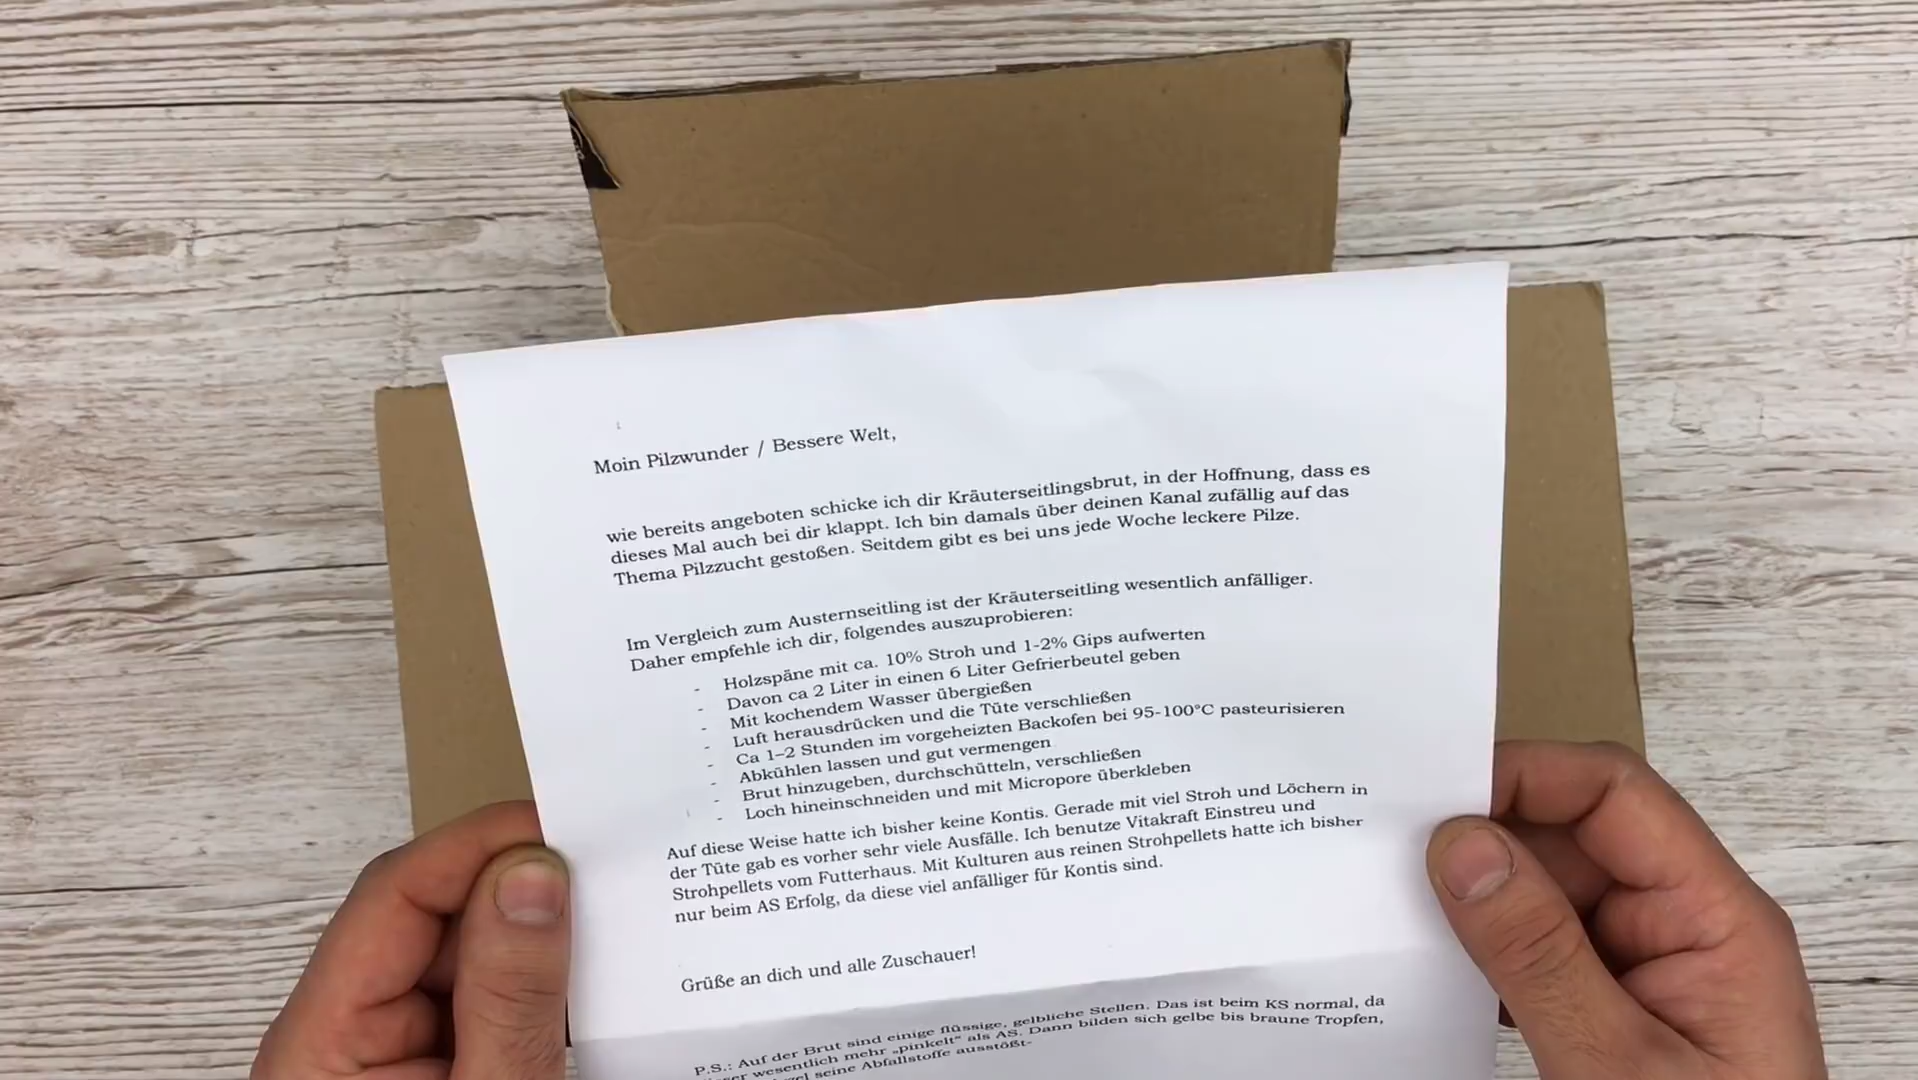 Moin Pilzwunder / Bessere Welt,
wie bereits angeboten schicke ich dir Kräuterseitlingsbrut, in der Hoffnung, dass es
dieses Mal auch bei dir klappt. Ich bin damals über deinen Kanal zufällig auf das
Thema Pilzzucht gestoßen. Seitdem gibt es bei uns jede Woche leckere Pilze.
Im Vergleich zum Austernseitling ist der Kräuterseitling wesentlich anfälliger.
Daher empfehle ich dir, folgendes auszuprobieren:
- Holzspäne mit ca. 10% Stroh und 1-2% Gips aufwerten
- Davon ca 2 Liter in einen 6 Liter Gefrierbeutel geben
- Mit kochendem Wasser übergießen
- Luft herausdrücken und die Tüte verschließen
- Ca 1–2 Stunden im vorgeheizten Backofen bei 95-100°C pasteurisieren
- Abkühlen lassen und gut vermengen
- Brut hinzugeben, durchschütteln, verschließen
- Loch hineinschneiden und mit Micropore überkleben
Auf diese Weise hatte ich bisher keine Kontis. Gerade mit viel Stroh und Löchern in
der Tüte gab es vorher sehr viele Ausfälle. Ich benutze Vitakraft Einstreu und
Strohpellets vom Futterhaus. Mit Kulturen aus reinen Strohpellets hatte ich bisher
nur beim AS Erfolg, da diese viel anfälliger für Kontis sind.
Grüße an dich und alle Zuschauer!
P.S.: Auf der Brut sind einige flüssige, gelbliche Stellen. Das ist beim KS normal, da
wesentlich mehr „pinkelt" als AS. Dann bilden sich gelbe bis braune Tropfen,
seine Abfallstoffe ausstößt-